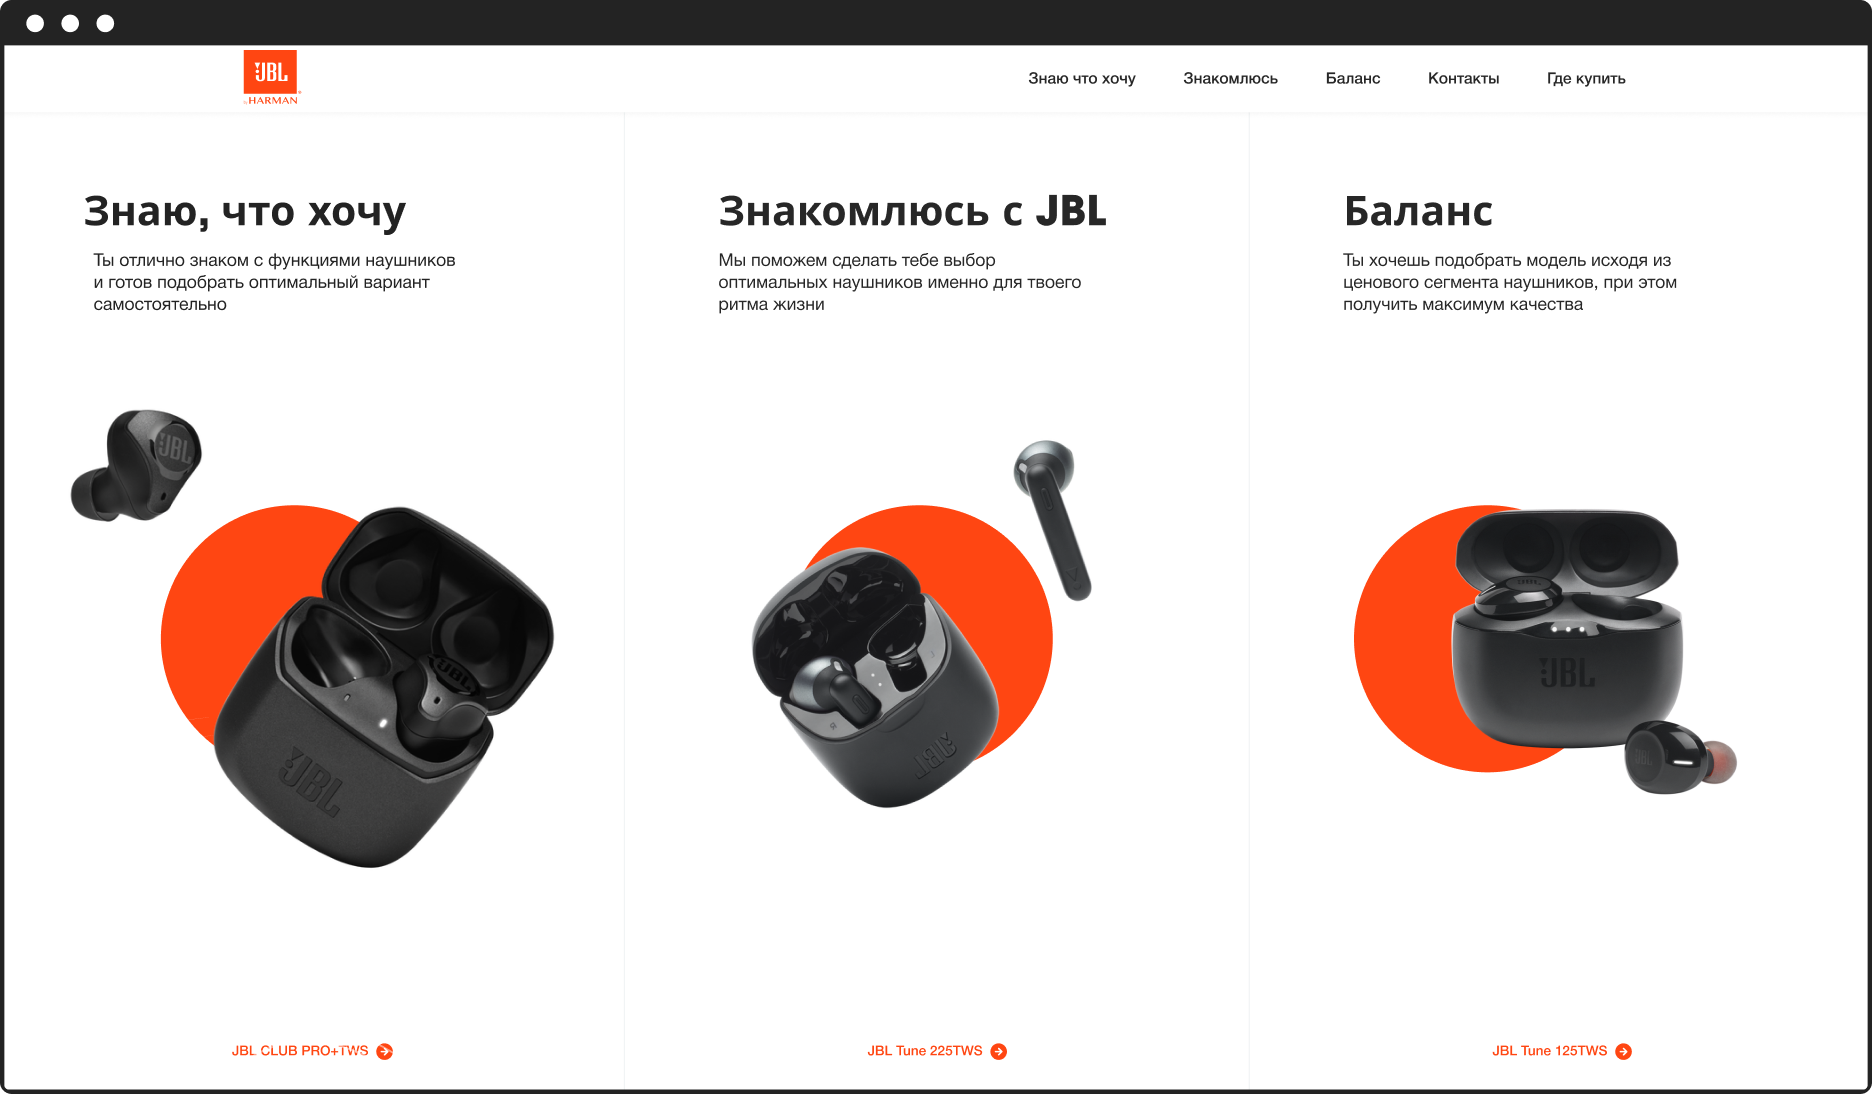 JBL
by HARMAN
Знаю что хочу
Знакомлюсь
Баланс
Контакты
Где купить
Знаю, что хочу
Ты отлично знаком с функциями наушников
и готов подобрать оптимальный вариант
самостоятельно
Знакомлюсь с JBL
Мы поможем сделать тебе выбор
оптимальных наушников именно для твоего
ритма жизни
Баланс
Ты хочешь подобрать модель исходя из
ценового сегмента наушников, при этом
получить максимум качества
JBL
JBL
JBL
JBL
JBL
JBL
JBL
JBL CLUB PRO+TWS
JBL Tune 225TWS
JBL Tune 125TWS